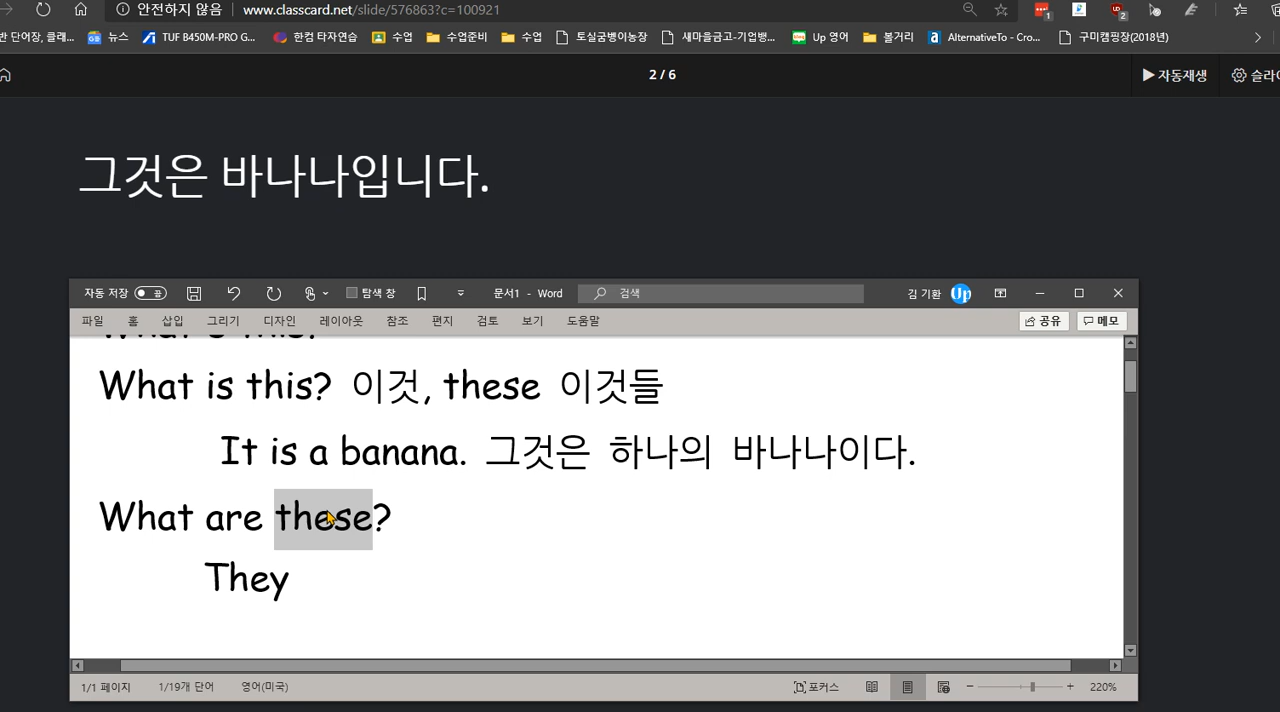 안전하지 않음 www.classcard.net/slide/576863?c=100921
1
UD
2
반 단어장, 클래... 뉴스 TUF B450M-PRO G... 한컴 타자연습 수업 수업준비 수업 토실굼벵이농장 새마을금고-기업뱅... Up 영어 볼거리 AlternativeTo - Cro... 구미캠핑장(2018년)
2 / 6 자동재생 슬라이
그것은 바나나입니다.
자동 저장 끔 탐색 창 문서1 - Word 검색 김 기환 Up
파일 홈 삽입 그리기 디자인 레이아웃 참조 편지 검토 보기 도움말 공유 메모
What's this?
What is this? 이것, these 이것들
It is a banana. 그것은 하나의 바나나이다.
What are these?
They
1/1 페이지 1/19개 단어 영어(미국) 포커스 220%